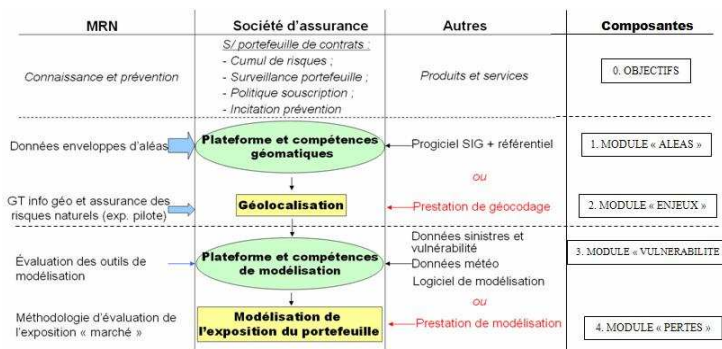 MRN
Société d'assurance
Autres
Composantes
Connaissance et prévention
S/ portefeuille de contrats :
- Cumul de risques ;
- Surveillance portefeuille ;
- Politique souscription ;
- Incitation prévention
Produits et services
0. OBJECTIFS
Données enveloppes d'aléas
Plateforme et compétences
géomatiques
Progiciel SIG + référentiel
1. MODULE « ALEAS »
ou
GT info géo et assurance des
risques naturels (exp. pilote)
Géolocalisation
Prestation de géocodage
2. MODULE « ENJEUX »
Évaluation des outils de
modélisation
Plateforme et compétences
de modélisation
Données sinistres et
vulnérabilité
Données météo
Logiciel de modélisation
3. MODULE « VULNERABILITE
ou
Méthodologie d'évaluation de
l'exposition « marché »
Modélisation de
l'exposition du portefeuille
Prestation de modélisation
4. MODULE « PERTES »